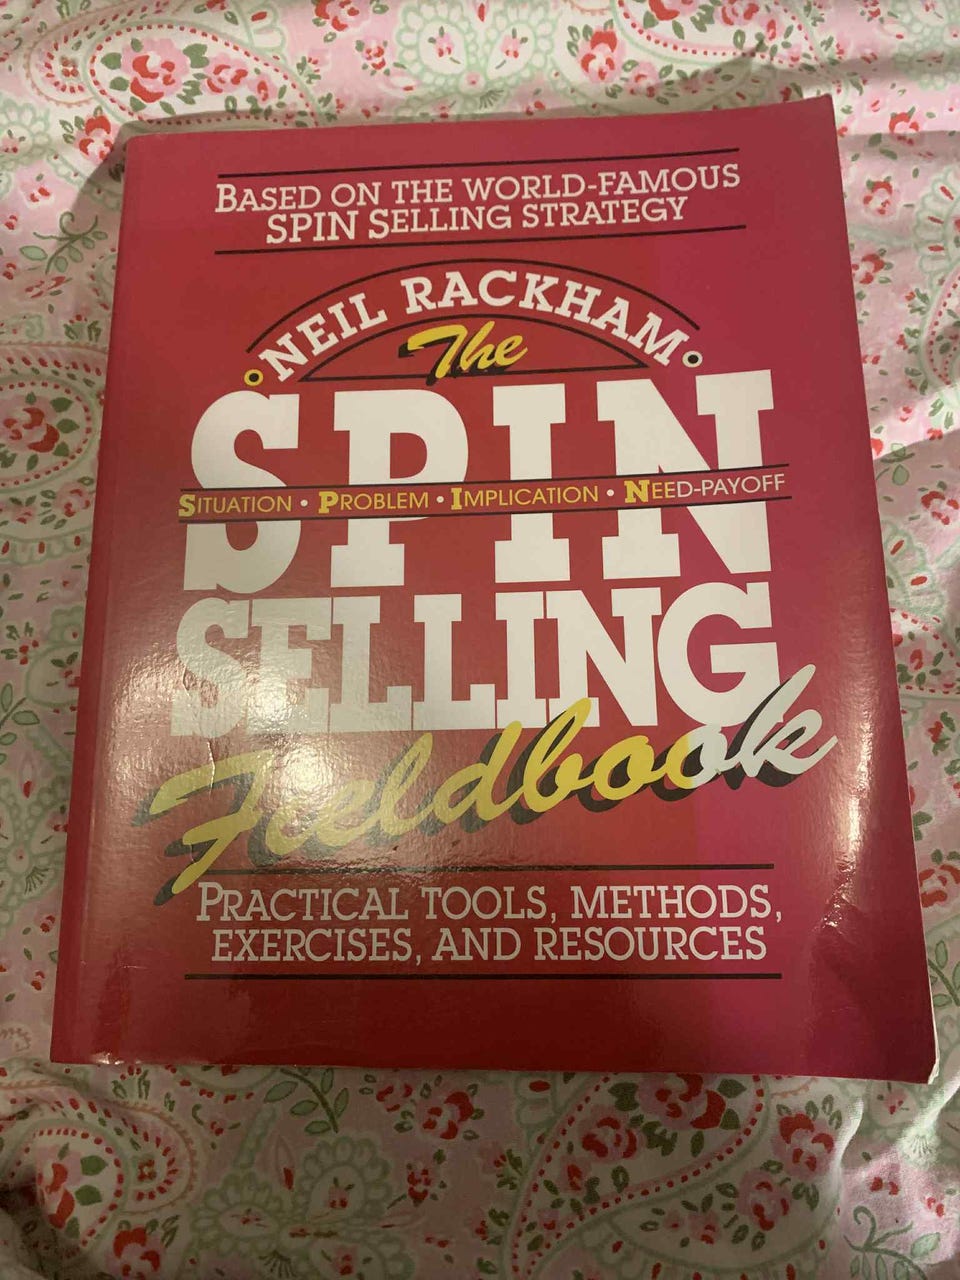 BASED ON THE WORLD-FAMOUS
SPIN SELLING STRATEGY
NEIL RACKHAM
The
SPIN
SITUATION • PROBLEM • IMPLICATION • NEED-PAYOFF
SELLING
Fieldbook
PRACTICAL TOOLS, METHODS,
EXERCISES, AND RESOURCES